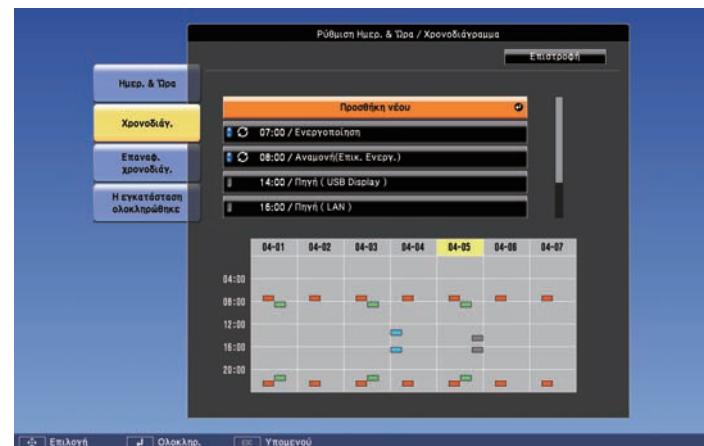 Ρύθμιση Ημερ. & Ώρα / Χρονοδιάγραμμα
Επιστροφή
Ημερ. & Ώρα
Χρονοδιάγ.
Επαναφ.
χρονοδιάγ.
Η εγκατάσταση
ολοκληρώθηκε
Προσθήκη νέου
07:00 / Ενεργοποίηση
08:00 / Αναμονή(Επικ. Ενεργ.)
14:00 / Πηγή ( USB Display )
16:00 / Πηγή ( LAN )
04-01 04-02 04-03 04-04 04-05 04-06 04-07
04:00
08:00
12:00
16:00
20:00
Επιλογή Ολοκληρ. Esc Υπομενού